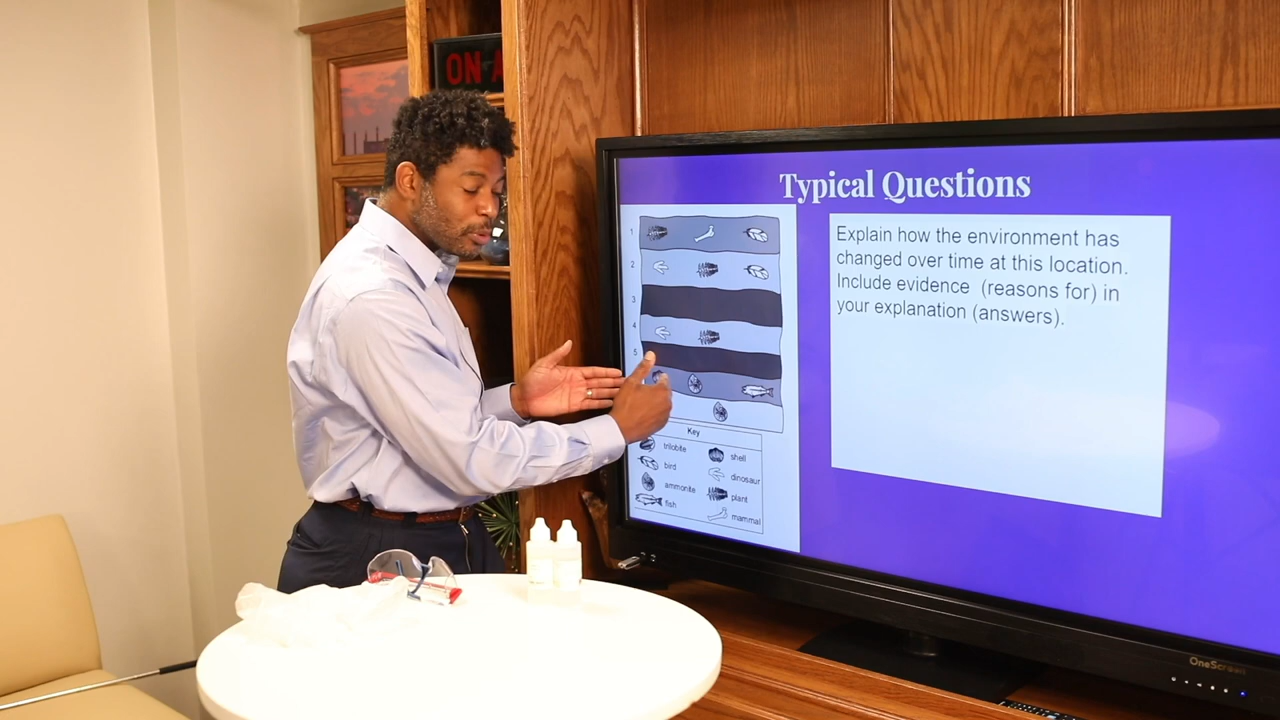 ON A
Typical Questions
1
2
3
4
5
Explain how the environment has
changed over time at this location.
Include evidence (reasons for) in
your explanation (answers).
Key
trilobite
bird
ammonite
fish
shell
dinosaur
plant
mammal
OneScreen